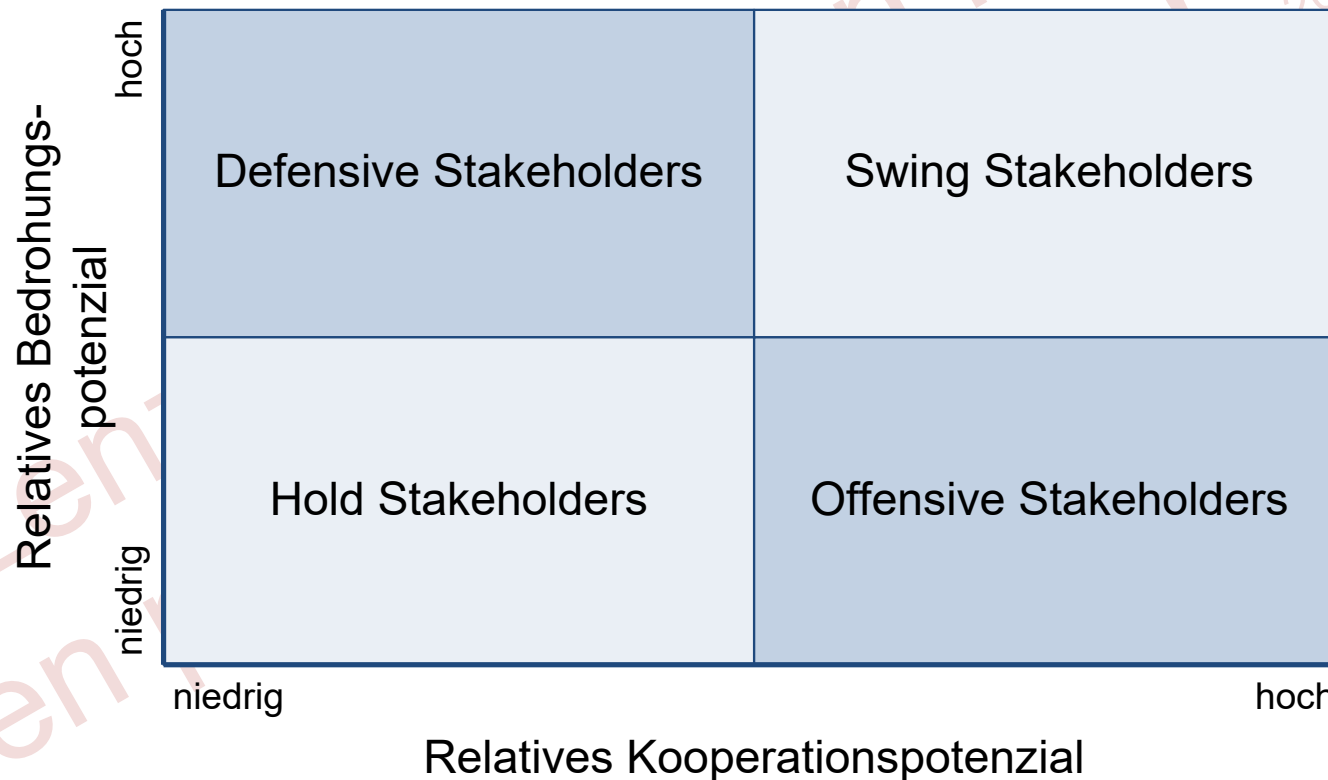 hoch
Relatives Bedrohungs-
potenzial
niedrig
Defensive Stakeholders
Swing Stakeholders
Hold Stakeholders
Offensive Stakeholders
niedrig
hoch
Relatives Kooperationspotenzial